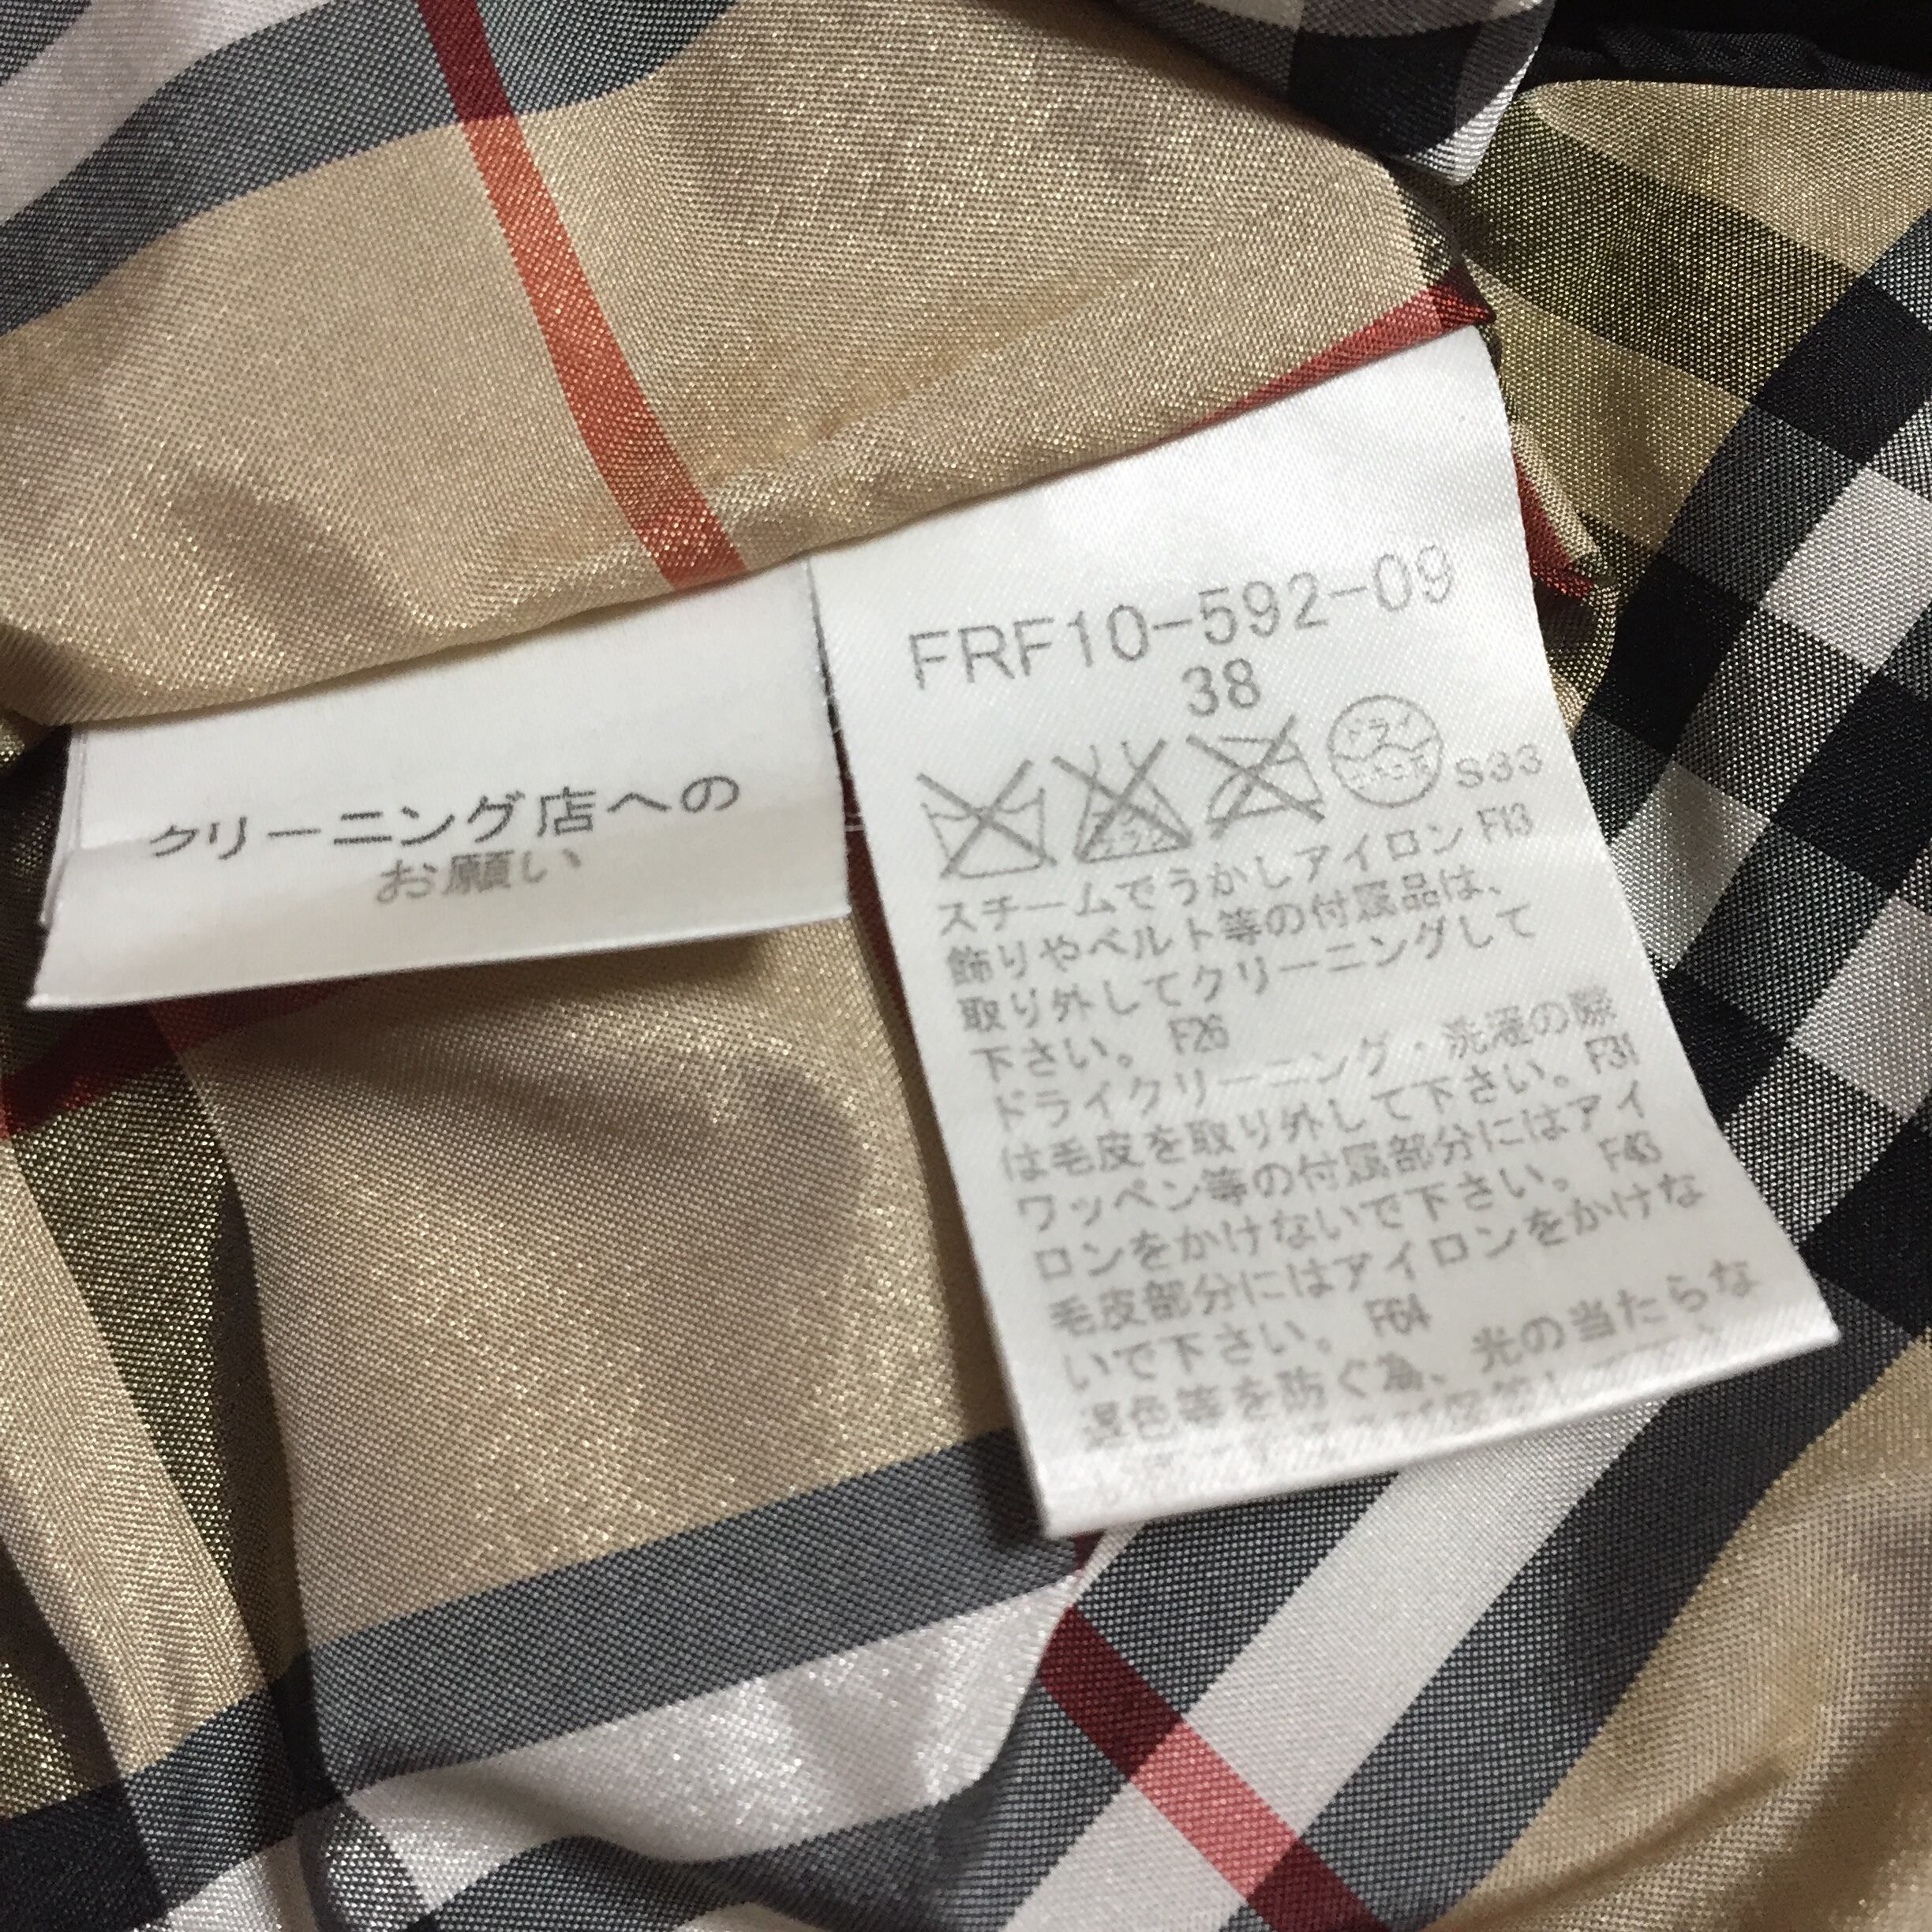 クリーニング店への
お願い
FRF10-592-09
38
ドライ
S33
スチームでうかしアイロン F13
飾りやベルト等の付属品は、
取り外してクリーニングして
下さい。 F26
ドライクリーニング・洗濯の際
は毛皮を取り外して下さい。F31
ワッペン等の付属部分にはアイ
ロンをかけないで下さい。 F43
毛皮部分にはアイロンをかけな
いで下さい。 F64
退色等を防ぐ為、光の当たらな